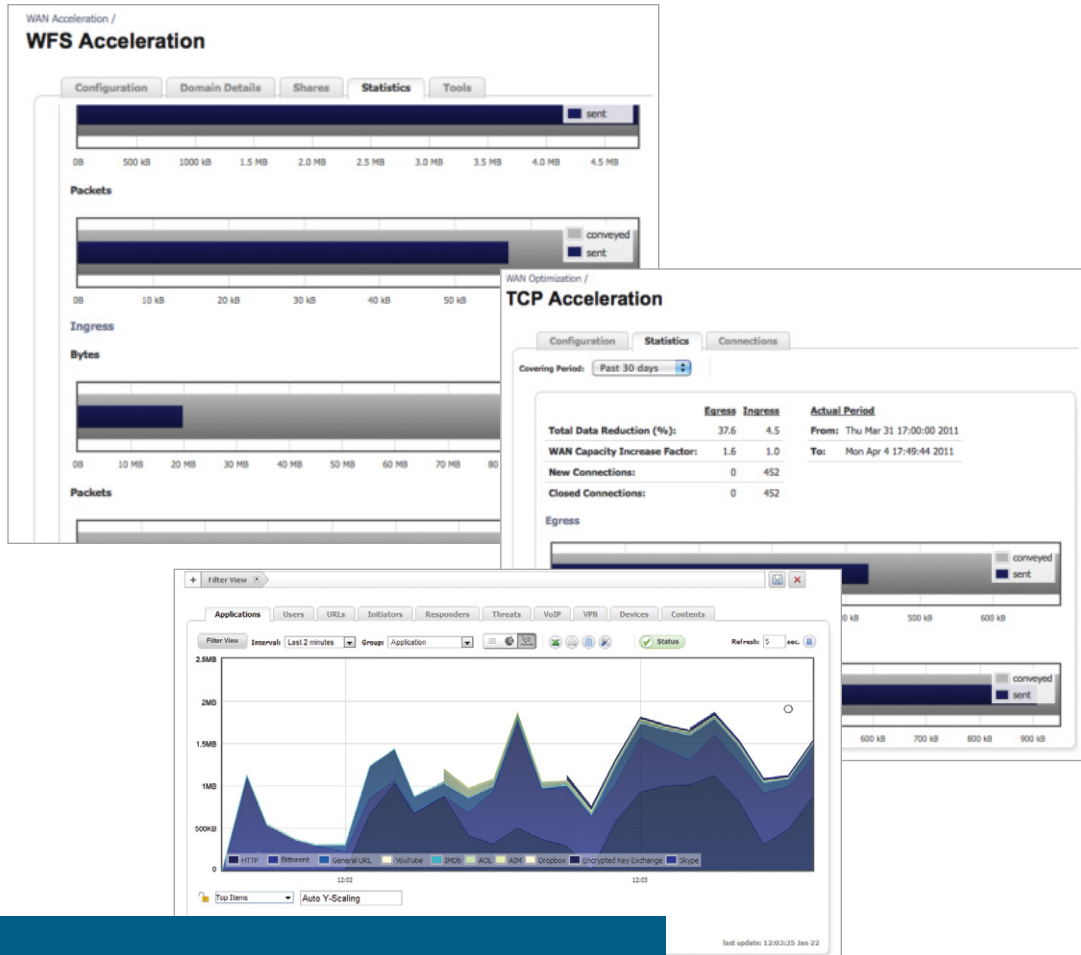 WAN Acceleration /
WFS Acceleration
Configuration Domain Details Shares Statistics Tools
sent
0B 500 kB 1000 kB 1.5 MB 2.0 MB 2.5 MB 3.0 MB 3.5 MB 4.0 MB 4.5 MB
Packets
conveyed
sent
0B 10 kB 20 kB 30 kB 40 kB 50 kB
Ingress
Bytes
0B 10 MB 20 MB 30 MB 40 MB 50 MB 60 MB 70 MB 80
Packets
WAN Optimization /
TCP Acceleration
Configuration Statistics Connections
Covering Period: Past 30 days
Egress Ingress Actual Period
Total Data Reduction (%): 37.6 4.5 From: Thu Mar 31 17:00:00 2011
WAN Capacity Increase Factor: 1.6 1.0 To: Mon Apr 4 17:49:44 2011
New Connections: 0 452
Closed Connections: 0 452
Egress
conveyed
sent
0 kB 500 kB 600 kB
conveyed
sent
600 kB 700 kB 800 kB 900 kB
+ Filter View
Applications Users URLs Initiators Responders Threats VoIP VPN Devices Contents
Filter View Interval: Last 2 minutes Group: Application Status Refresh: 5 sec.
2.5MB
2MB
1.5MB
1MB
500KB
0
HTTP Bittorent General URL YouTube IMDb AOL AIM Dropbox Encrypted Key Exchange Skype
12:02 12:03
Top Items Auto Y-Scaling
last update: 12:03:35 Jan 22